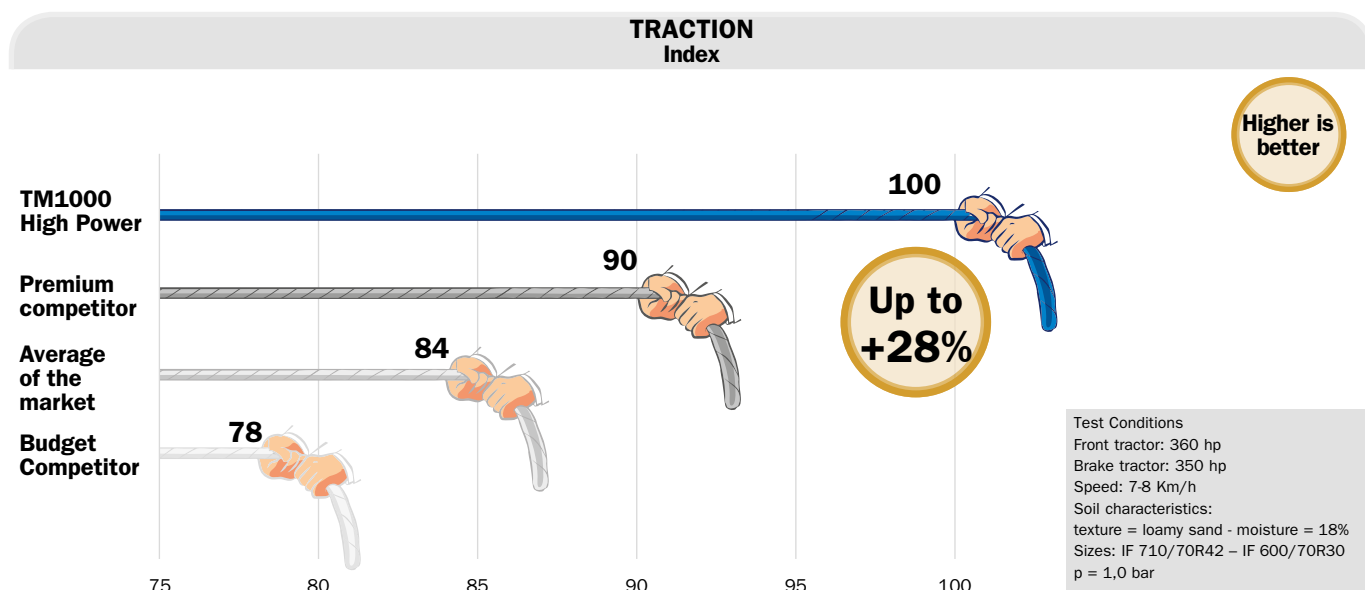 TRACTION
Index
Higher is
better
TM1000
High Power
100
Premium
competitor
90
Up to
+28%
Average
of the
market
84
Budget
Competitor
78
Test Conditions
Front tractor: 360 hp
Brake tractor: 350 hp
Speed: 7-8 Km/h
Soil characteristics:
texture = loamy sand - moisture = 18%
Sizes: IF 710/70R42 – IF 600/70R30
p = 1,0 bar
75 80 85 90 95 100